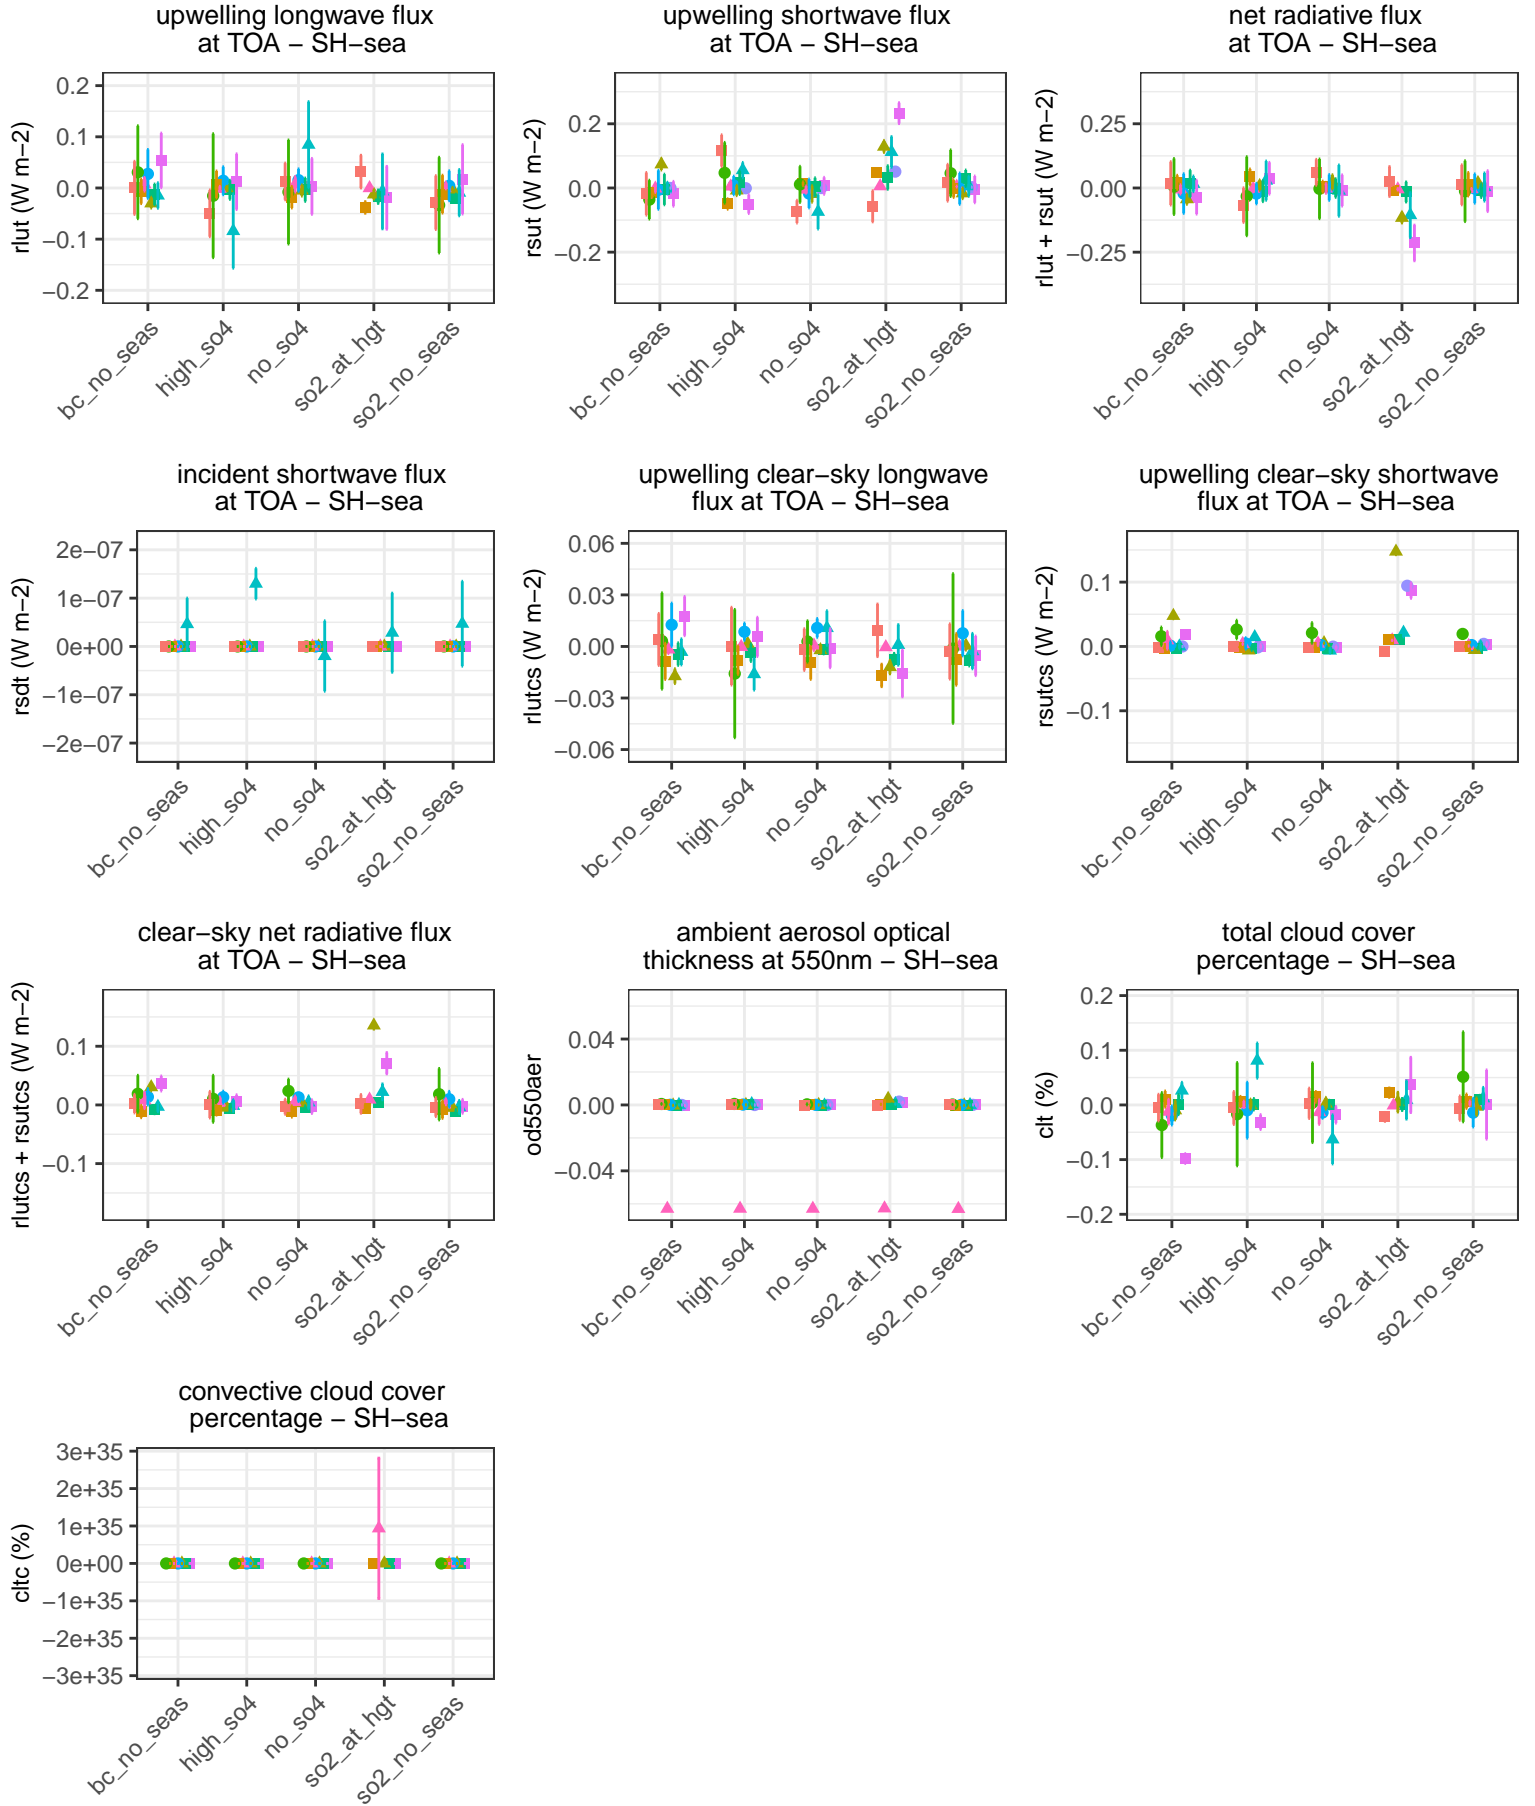 upwelling longwave flux
at TOA − SH−sea
rlut (W m−2)
0.2
0.1
0.0
−0.1
−0.2
bc_no_seas
high_so4
no_so4
so2_at_hgt
so2_no_seas
upwelling shortwave flux
at TOA − SH−sea
rsut (W m−2)
0.2
0.0
−0.2
bc_no_seas
high_so4
no_so4
so2_at_hgt
so2_no_seas
net radiative flux
at TOA − SH−sea
rlut + rsut (W m−2)
0.25
0.00
−0.25
bc_no_seas
high_so4
no_so4
so2_at_hgt
so2_no_seas
incident shortwave flux
at TOA − SH−sea
rsdt (W m−2)
2e−07
1e−07
0e+00
−1e−07
−2e−07
bc_no_seas
high_so4
no_so4
so2_at_hgt
so2_no_seas
upwelling clear−sky longwave
flux at TOA − SH−sea
rlutcs (W m−2)
0.06
0.03
0.00
−0.03
−0.06
bc_no_seas
high_so4
no_so4
so2_at_hgt
so2_no_seas
upwelling clear−sky shortwave
flux at TOA − SH−sea
rsutcs (W m−2)
0.1
0.0
−0.1
bc_no_seas
high_so4
no_so4
so2_at_hgt
so2_no_seas
clear−sky net radiative flux
at TOA − SH−sea
rlutcs + rsutcs (W m−2)
0.1
0.0
−0.1
bc_no_seas
high_so4
no_so4
so2_at_hgt
so2_no_seas
ambient aerosol optical
thickness at 550nm − SH−sea
od550aer
0.04
0.00
−0.04
bc_no_seas
high_so4
no_so4
so2_at_hgt
so2_no_seas
total cloud cover
percentage − SH−sea
clt (%)
0.2
0.1
0.0
−0.1
−0.2
bc_no_seas
high_so4
no_so4
so2_at_hgt
so2_no_seas
convective cloud cover
percentage − SH−sea
cltc (%)
3e+35
2e+35
1e+35
0e+00
−1e+35
−2e+35
−3e+35
bc_no_seas
high_so4
no_so4
so2_at_hgt
so2_no_seas